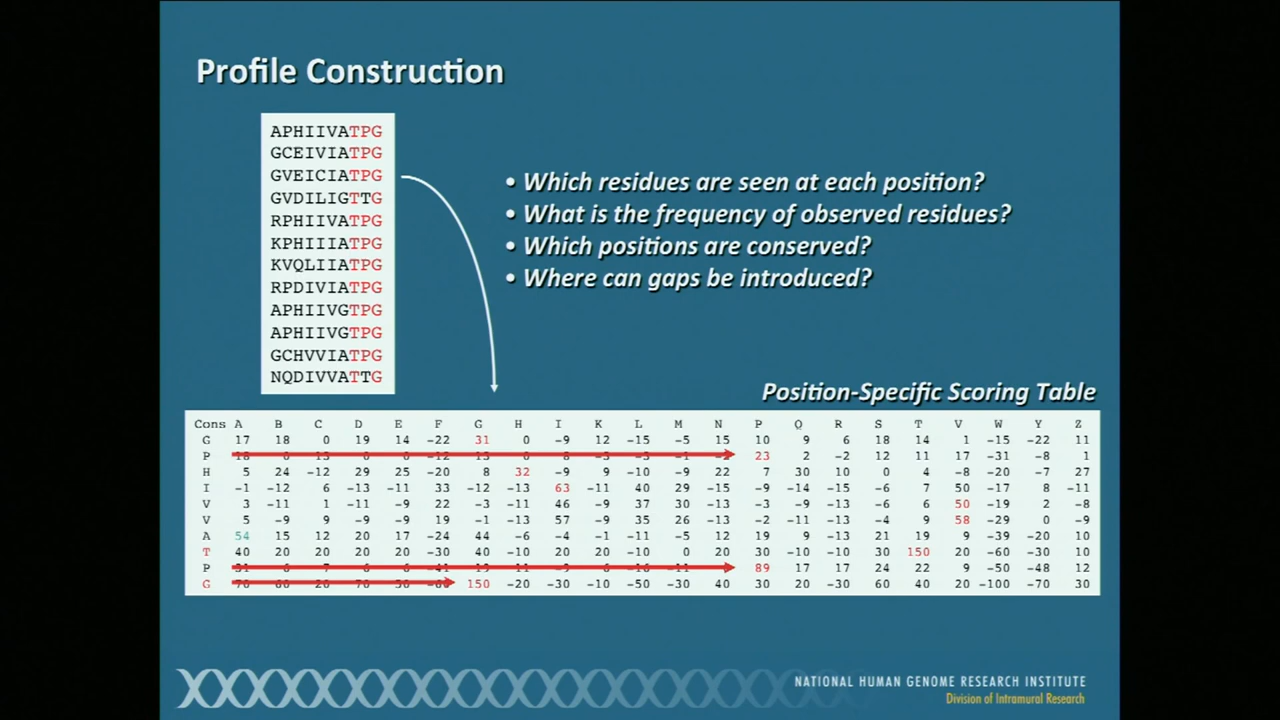 Profile Construction
APHIIVATPG
GCEIVIATPG
GVEICIATPG
GVDILIGTTG
RPHIIVATPG
KPHIIIATPG
KVQLIIATPG
RPDIVIATPG
APHIIVGTPG
APHIIVGTPG
GCHVVIATPG
NQDIVVATTG
• Which residues are seen at each position?
• What is the frequency of observed residues?
• Which positions are conserved?
• Where can gaps be introduced?
Position-Specific Scoring Table
Cons A B C D E F G H I K L M N P Q R S T V W Y Z
G 17 18 0 19 14 -22 31 0 -9 12 -15 -5 15 10 9 6 18 14 1 -15 -22 11
P 23 2 -2 12 11 17 -31 -8 1
H 5 24 -12 29 25 -20 8 32 -9 9 -10 -9 22 7 30 10 0 4 -8 -20 -7 27
I -1 -12 6 -13 -11 33 -12 -13 63 -11 40 29 -15 -9 -14 -15 -6 7 50 -17 8 -11
V 3 -11 1 -11 -9 22 -3 -11 46 -9 37 30 -13 -3 -9 -13 -6 6 50 -19 2 -8
V 5 -9 9 -9 -9 19 -1 -13 57 -9 35 26 -13 -2 -11 -13 -4 9 58 -29 0 -9
A 54 15 12 20 17 -24 44 -6 -4 -1 -11 -5 12 19 9 -13 21 19 9 -39 -20 10
T 40 20 20 20 20 -30 40 -10 20 20 -10 0 20 30 -10 -10 30 150 20 -60 -30 10
P 89 17 17 24 22 9 -50 -48 12
G 70 60 20 70 50 -60 150 -20 -30 -10 -50 -30 40 30 20 -30 60 40 20 -100 -70 30
NATIONAL HUMAN GENOME RESEARCH INSTITUTE
Division of Intramural Research